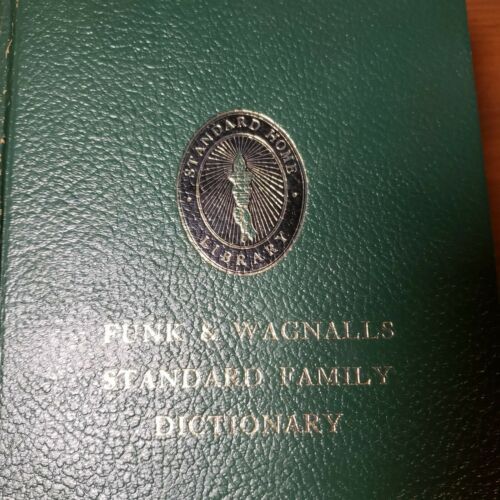 STANDARD HOME
LIBRARY
FUNK & WAGNALLS
STANDARD FAMILY
DICTIONARY